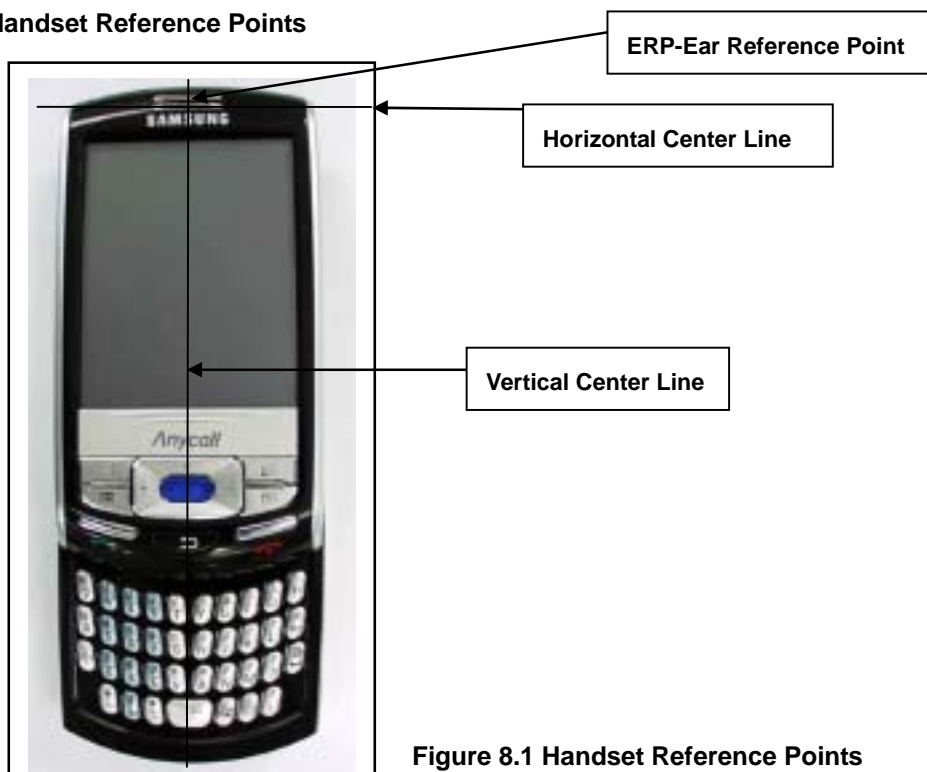 Handset Reference Points
ERP-Ear Reference Point
Horizontal Center Line
SAMSUNG
Vertical Center Line
Anycall
Figure 8.1 Handset Reference Points